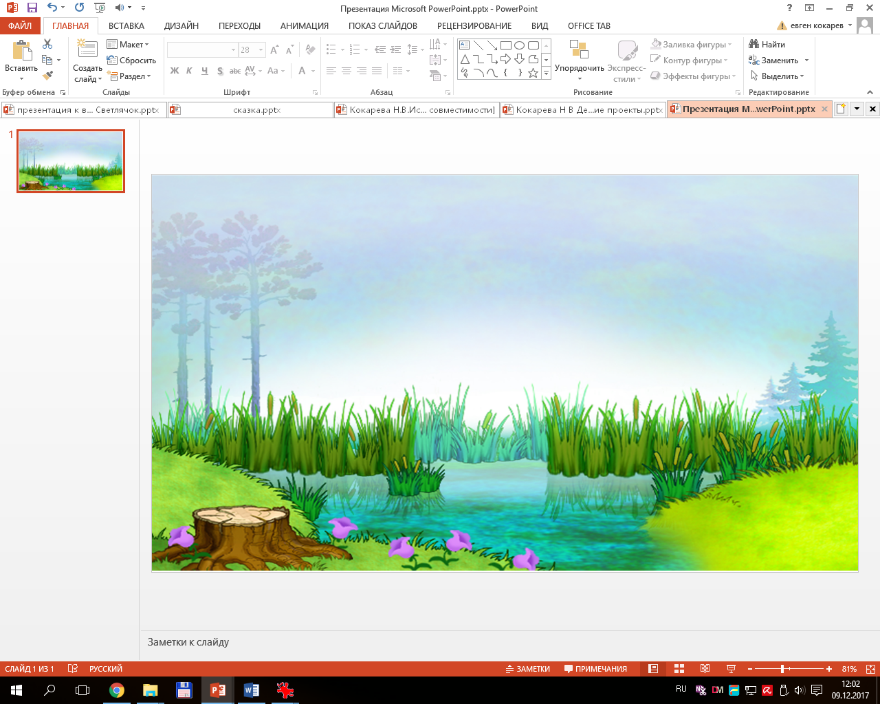 Презентация Microsoft PowerPoint.pptx - PowerPoint
ФАЙЛ ГЛАВНАЯ ВСТАВКА ДИЗАЙН ПЕРЕХОДЫ АНИМАЦИЯ ПОКАЗ СЛАЙДОВ РЕЦЕНЗИРОВАНИЕ ВИД OFFICE TAB евген кокарев
Вставить
Создать слайд
Макет
Сбросить
Раздел
28
Ж К Ч S abc AV Aa A
Упорядочить
Экспресс-стили
Заливка фигуры
Контур фигуры
Эффекты фигуры
Найти
Заменить
Выделить
Буфер обмена Слайды Шрифт Абзац Рисование Редактирование
презентация к в... Светлячок.pptx сказка.pptx Кокарева Н.В.Ис... совместимости] Кокарева Н В Де...ие проекты.pptx Презентация M...werPoint.pptx
1
Заметки к слайду
СЛАЙД 1 ИЗ 1 РУССКИЙ ЗАМЕТКИ ПРИМЕЧАНИЯ 81%
RU 12:02
09.12.2017